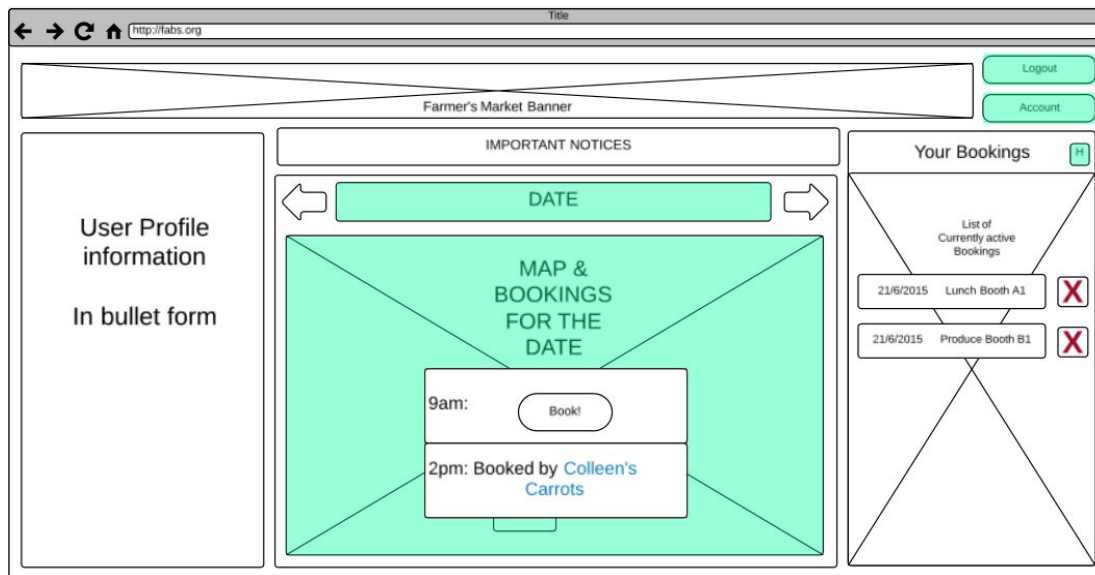 Title
http://fabs.org
Logout
Farmer's Market Banner
Account
IMPORTANT NOTICES
Your Bookings
H
User Profile
information
In bullet form
DATE
MAP &
BOOKINGS
FOR THE
DATE
9am:
Book!
2pm: Booked by Colleen's
Carrots
List of
Currently active
Bookings
21/6/2015 Lunch Booth A1
X
21/6/2015 Produce Booth B1
X